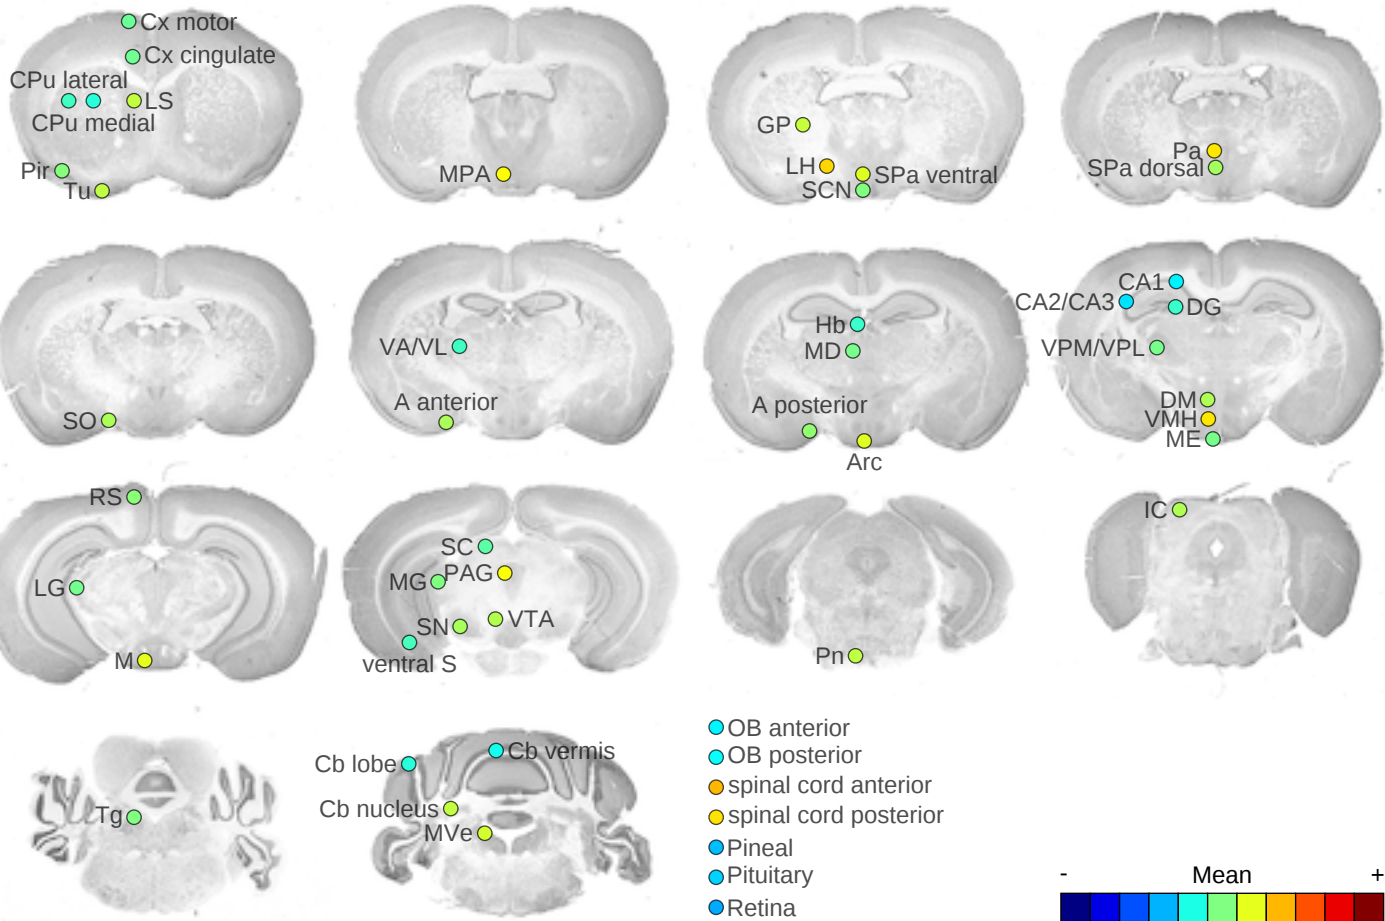 Cx motor
Cx cingulate
CPu lateral
LS
CPu medial
Pir
Tu
MPA
GP
LH
SPa ventral
SCN
Pa
SPa dorsal
SO
VA/VL
A anterior
Hb
MD
A posterior
Arc
CA1
CA2/CA3
DG
VPM/VPL
DM
VMH
ME
RS
LG
M
SC
PAG
MG
VTA
SN
ventral S
Pn
IC
Tg
Cb lobe
Cb vermis
Cb nucleus
MVe
OB anterior
OB posterior
spinal cord anterior
spinal cord posterior
Pineal
Pituitary
Retina
- Mean +